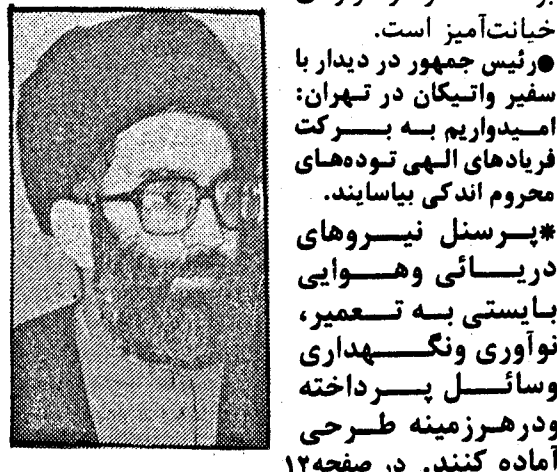 خیانت‌آمیز است.
●رئیس جمهور در دیدار با
سفیر واتیکان در تهران:
امیدواریم به برکت
فریادهای الهی توده‌های
محروم اندکی بیاسایند.
*پرسنل نیروهای
دریائی وهوایی
بایستی به تعمیر،
نوآوری ونگهداری
وسائل پرداخته
ودرهرزمینه طرحی
آماده کنند. در صفحه۱۲